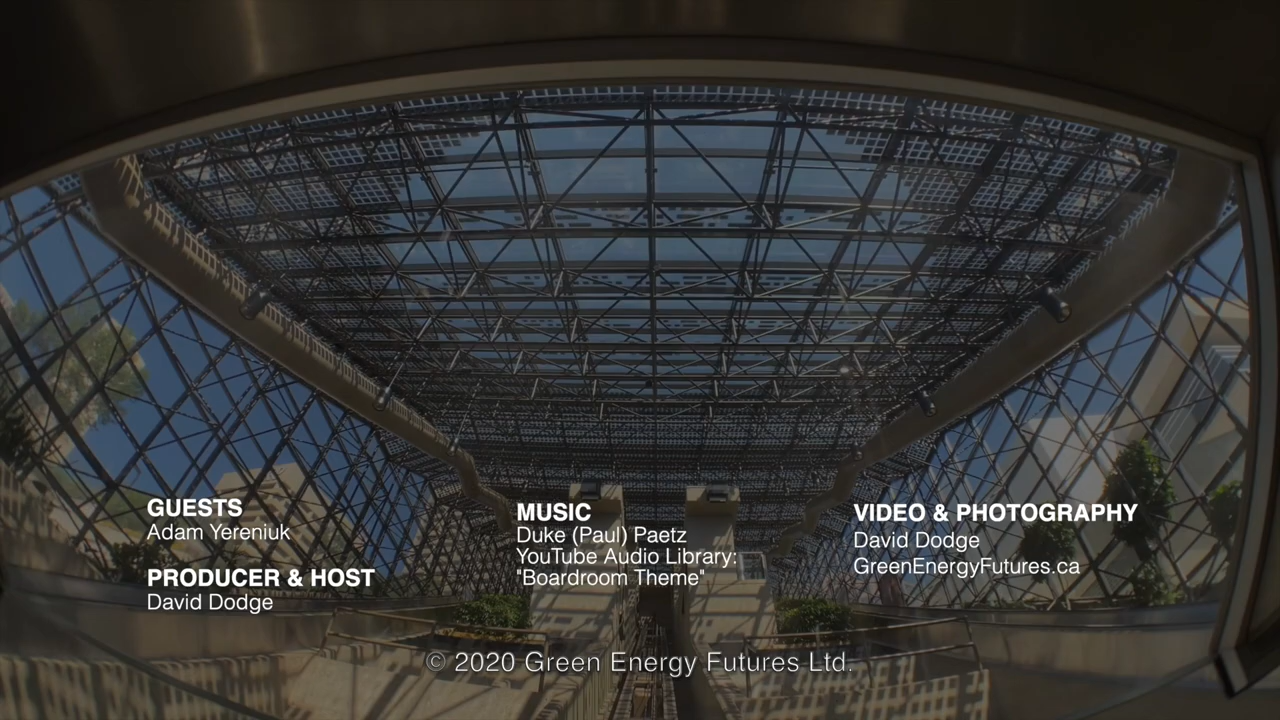 GUESTS
Adam Yereniuk
PRODUCER & HOST
David Dodge
MUSIC
Duke (Paul) Paetz
YouTube Audio Library:
"Boardroom Theme"
VIDEO & PHOTOGRAPHY
David Dodge
GreenEnergyFutures.ca
© 2020 Green Energy Futures Ltd.